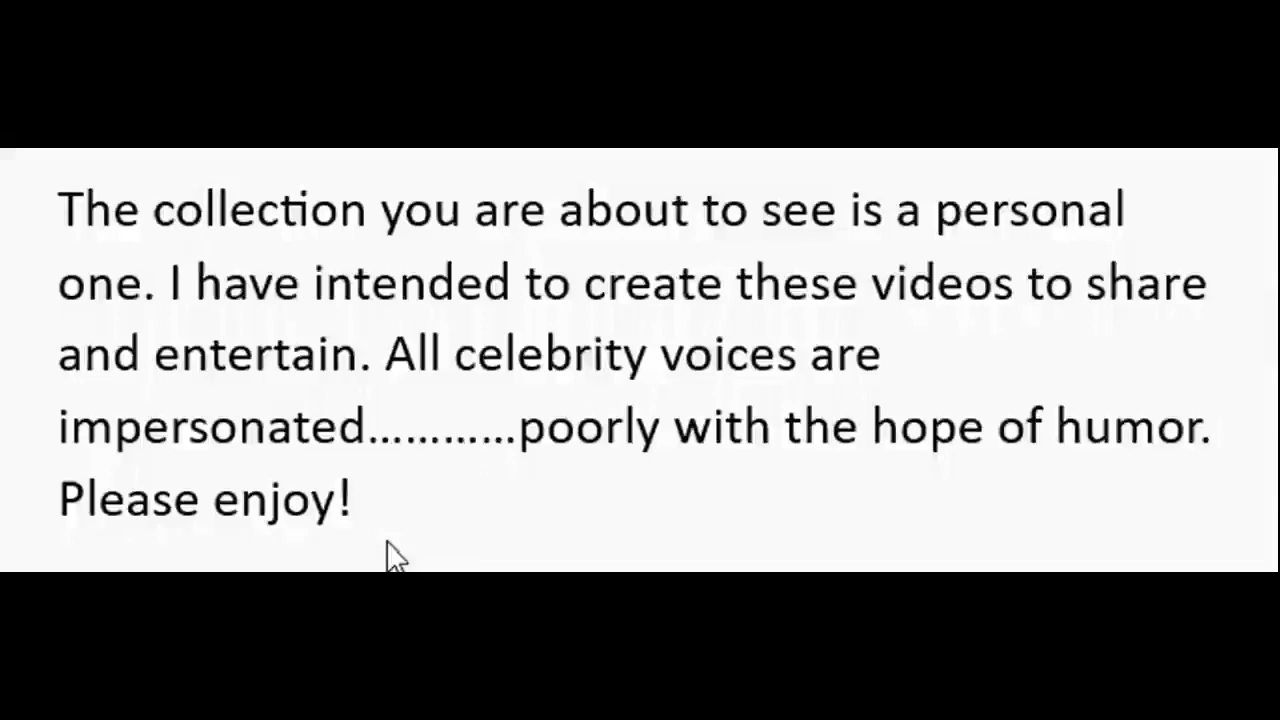 The collection you are about to see is a personal
one. I have intended to create these videos to share
and entertain. All celebrity voices are
impersonated............poorly with the hope of humor.
Please enjoy!